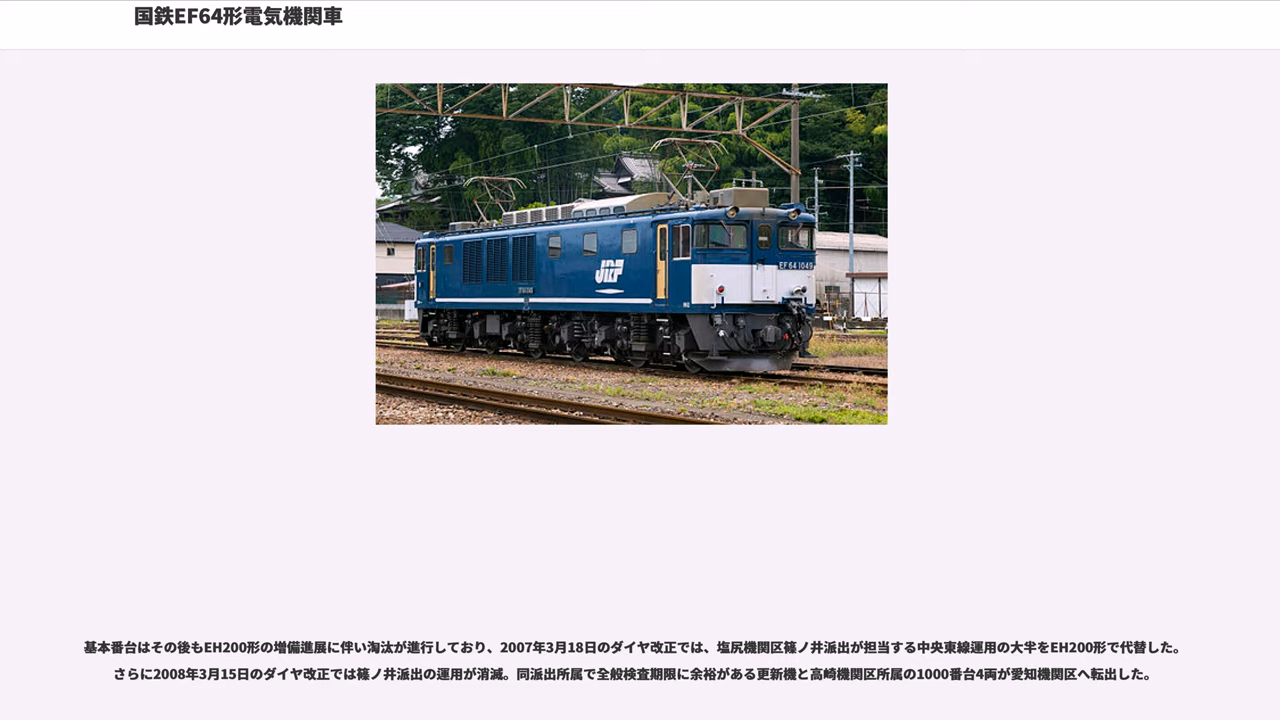 国鉄EF64形電気機関車
JRF
EF64 1049
基本番台はその後もEH200形の増備進展に伴い淘汰が進行しており、2007年3月18日のダイヤ改正では、塩尻機関区篠ノ井派出が担当する中央東線運用の大半をEH200形で代替した。
さらに2008年3月15日のダイヤ改正では篠ノ井派出の運用が消滅。同派出所属で全般検査期限に余裕がある更新機と高崎機関区所属の1000番台4両が愛知機関区へ転出した。